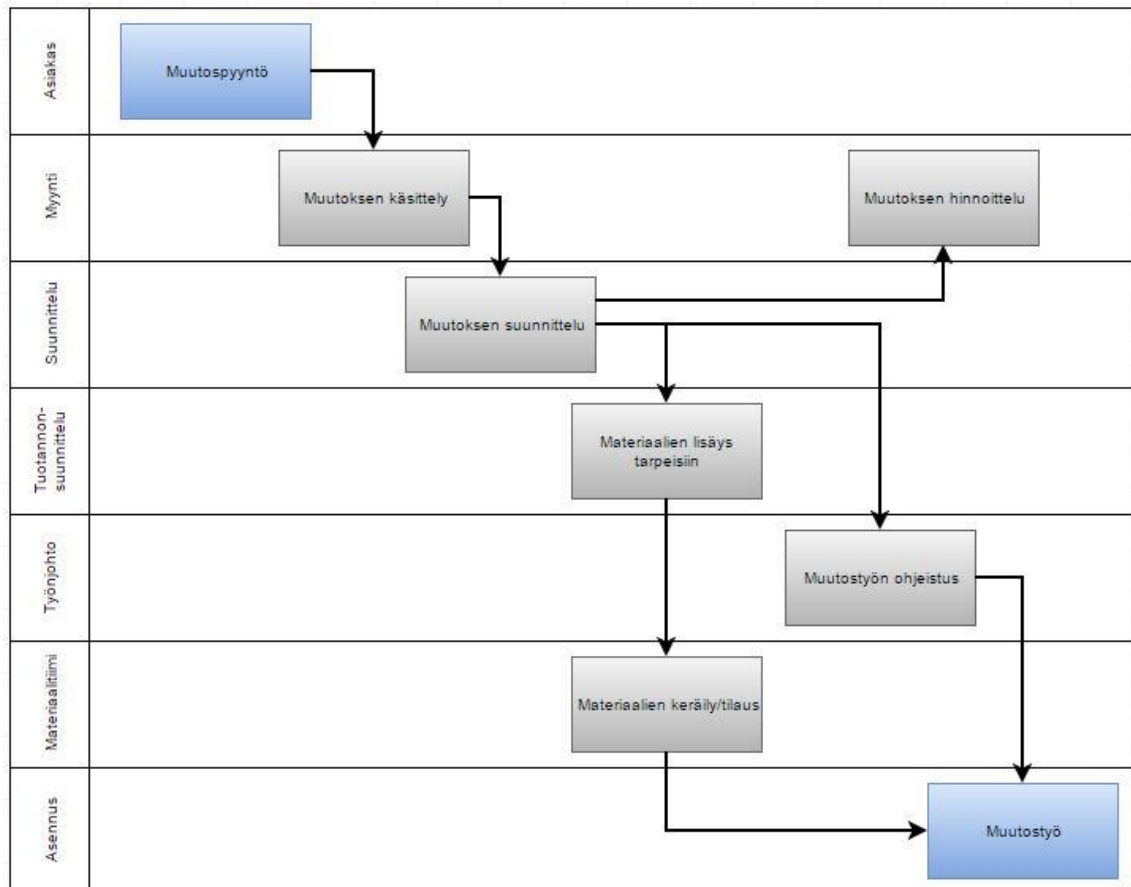 Asiakas
Muutospyyntö
Myynti
Muutoksen käsittely
Muutoksen hinnoittelu
Suunnittelu
Muutoksen suunnittelu
Tuotannon-
suunnittelu
Materiaalien lisäys
tarpeisiin
Työnjohto
Muutostyön ohjeistus
Materiaalitiimi
Materiaalien keräily/tilaus
Asennus
Muutostyö